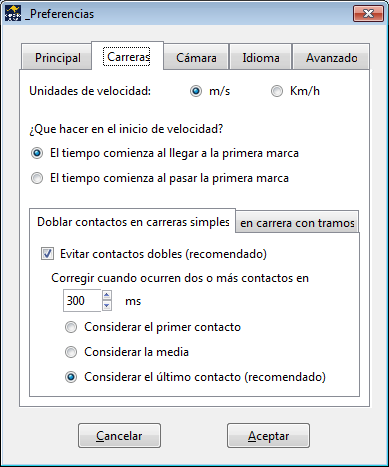 _Preferencias
Principal Carreras Cámara Idioma Avanzado
Unidades de velocidad: m/s Km/h
¿Que hacer en el inicio de velocidad?
El tiempo comienza al llegar a la primera marca
El tiempo comienza al pasar la primera marca
Doblar contactos en carreras simples en carrera con tramos
Evitar contactos dobles (recomendado)
Corregir cuando ocurren dos o más contactos en
300 ms
Considerar el primer contacto
Considerar la media
Considerar el último contacto (recomendado)
Cancelar Aceptar